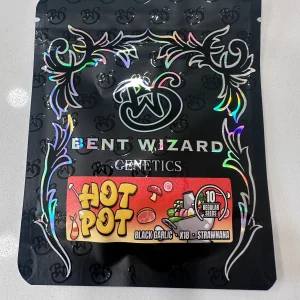 BENT WIZARD
GENETICS
HOT
POT
10
REGULAR
SEEDS
BLACK GARLIC - X18 - STRAWNANA